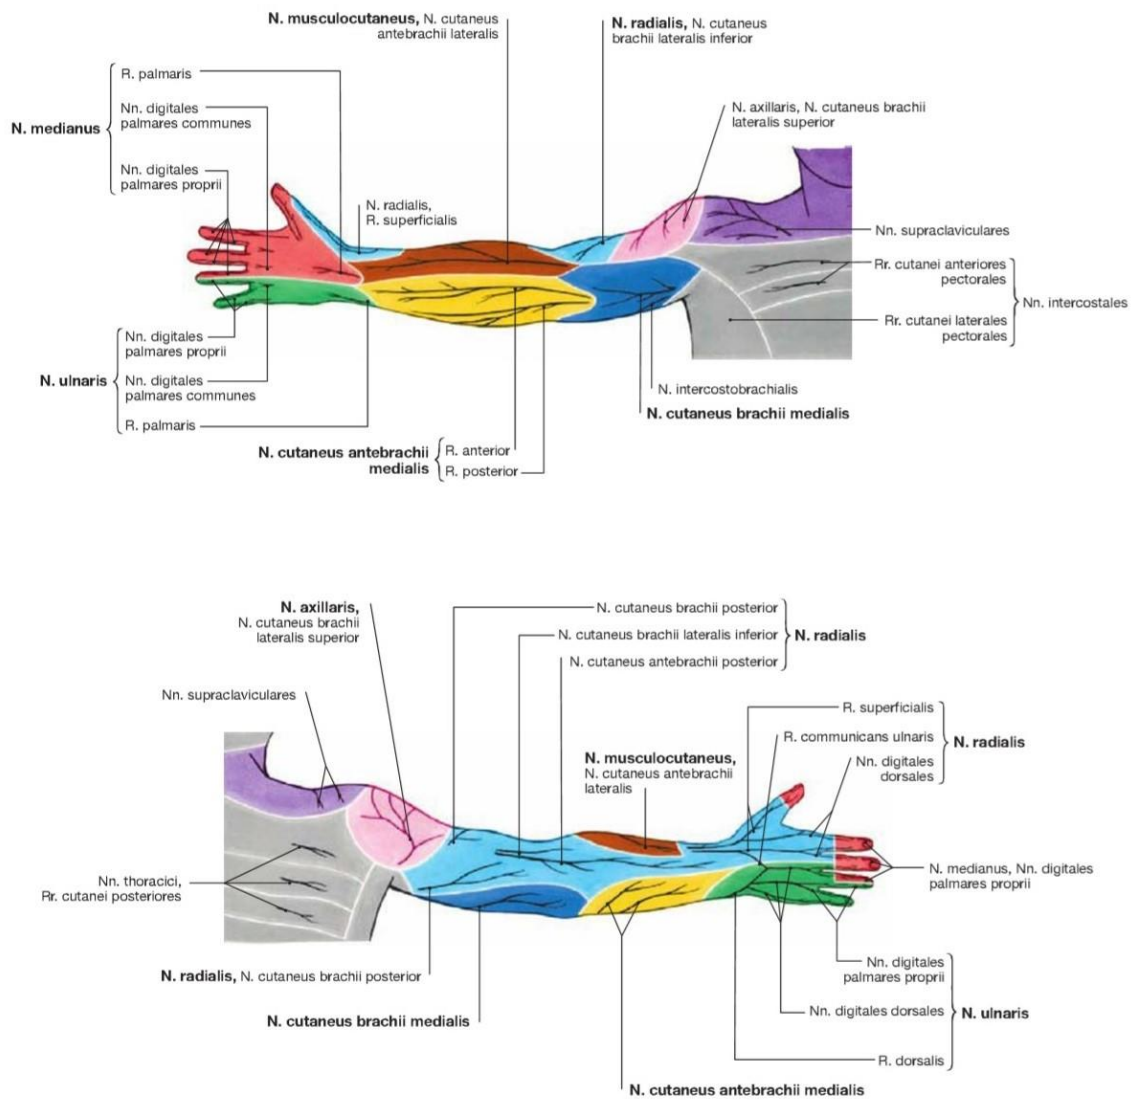 N. musculocutaneus, N. cutaneus
antebrachii lateralis
N. radialis, N. cutaneus
brachii lateralis inferior
R. palmaris
Nn. digitales
palmares communes
N. medianus
Nn. digitales
palmares proprii
N. axillaris, N. cutaneus brachii
lateralis superior
N. radialis,
R. superficialis
Nn. supraclaviculares
Rr. cutanei anteriores
pectorales
Nn. intercostales
Rr. cutanei laterales
pectorales
Nn. digitales
palmares proprii
N. ulnaris
Nn. digitales
palmares communes
R. palmaris
N. intercostobrachialis
N. cutaneus brachii medialis
N. cutaneus antebrachii
medialis
R. anterior
R. posterior
N. axillaris,
N. cutaneus brachii
lateralis superior
N. cutaneus brachii posterior
N. cutaneus brachii lateralis inferior
N. radialis
N. cutaneus antebrachii posterior
Nn. supraclaviculares
R. superficialis
R. communicans ulnaris
N. radialis
Nn. digitales
dorsales
N. musculocutaneus,
N. cutaneus antebrachii
lateralis
Nn. thoracici,
Rr. cutanei posteriores
N. medianus, Nn. digitales
palmares proprii
N. radialis, N. cutaneus brachii posterior
N. cutaneus brachii medialis
Nn. digitales
palmares proprii
Nn. digitales dorsales
N. ulnaris
R. dorsalis
N. cutaneus antebrachii medialis